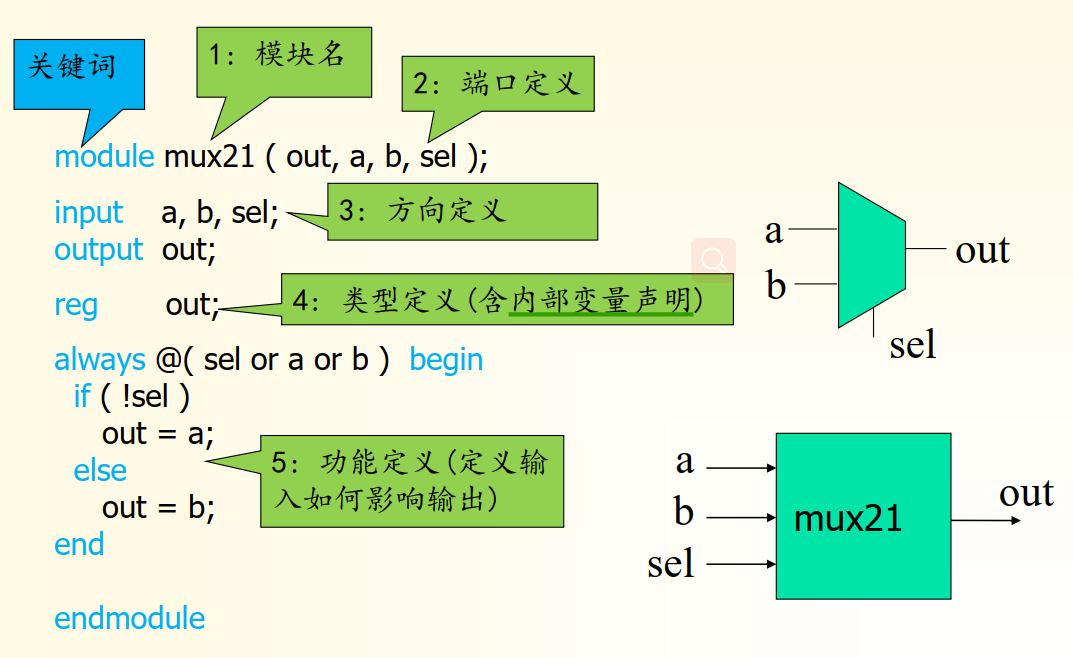 关键词
1: 模块名
2: 端口定义
module mux21 ( out, a, b, sel );
input a, b, sel;
3: 方向定义
output out;
reg out;
4: 类型定义(含内部变量声明)
always @( sel or a or b ) begin
if ( !sel )
out = a;
else
out = b;
5: 功能定义(定义输
入如何影响输出)
end
endmodule
a
b
out
sel
a
b
sel
mux21
out